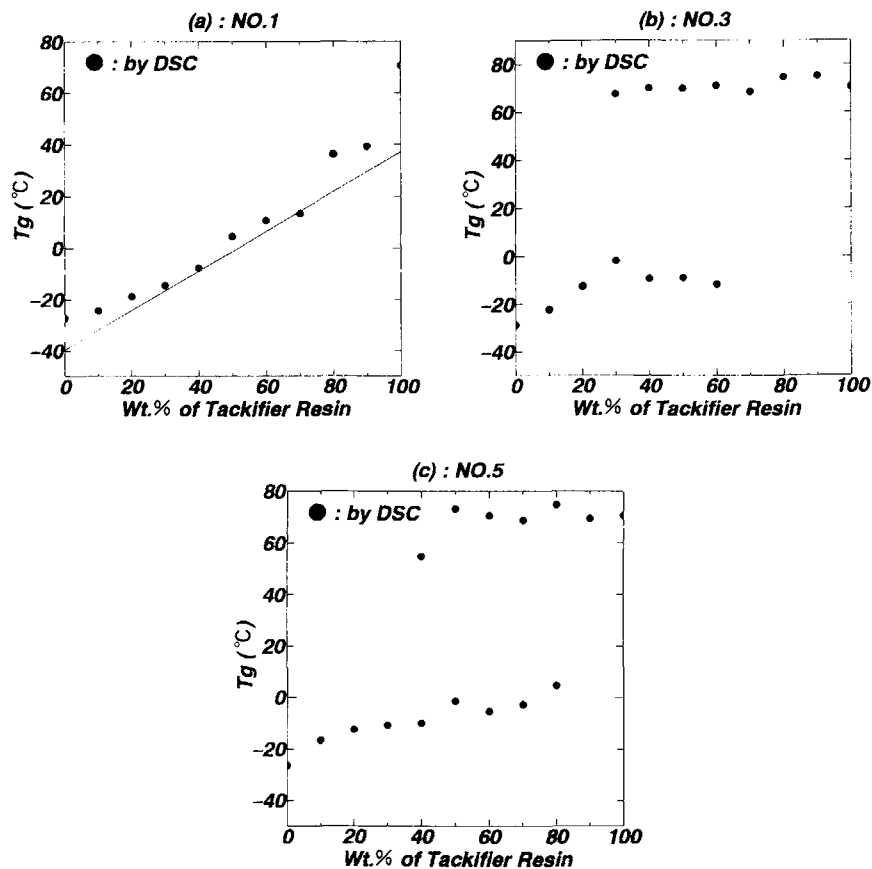 (a) : NO.1
80
60
40
20
0
−20
−40
● : by DSC
Tg (°C)
0 20 40 60 80 100
Wt.% of Tackifier Resin
(b) : NO.3
80
60
40
20
0
−20
−40
● : by DSC
Tg (°C)
0 20 40 60 80 100
Wt.% of Tackifier Resin
(c) : NO.5
80
60
40
20
0
−20
−40
● : by DSC
Tg (°C)
0 20 40 60 80 100
Wt.% of Tackifier Resin